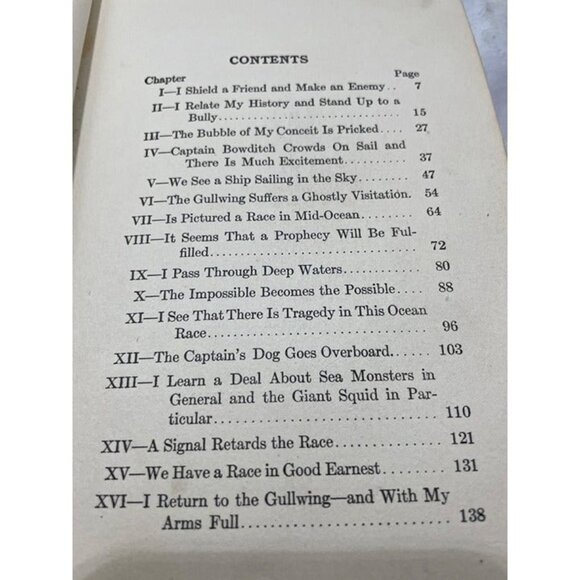 CONTENTS
Chapter Page
I—I Shield a Friend and Make an Enemy.. 7
II—I Relate My History and Stand Up to a
Bully................................ 15
III—The Bubble of My Conceit Is Pricked.... 27
IV—Captain Bowditch Crowds On Sail and
There Is Much Excitement.......... 37
V—We See a Ship Sailing in the Sky...... 47
VI—The Gullwing Suffers a Ghostly Visitation. 54
VII—Is Pictured a Race in Mid-Ocean........ 64
VIII—It Seems That a Prophecy Will Be Ful-
filled.............................. 72
IX—I Pass Through Deep Waters.......... 80
X—The Impossible Becomes the Possible.... 88
XI—I See That There Is Tragedy in This Ocean
Race.............................. 96
XII—The Captain's Dog Goes Overboard...... 103
XIII—I Learn a Deal About Sea Monsters in
General and the Giant Squid in Par-
ticular............................ 110
XIV—A Signal Retards the Race............ 121
XV—We Have a Race in Good Earnest...... 131
XVI—I Return to the Gullwing—and With My
Arms Full.......................... 138